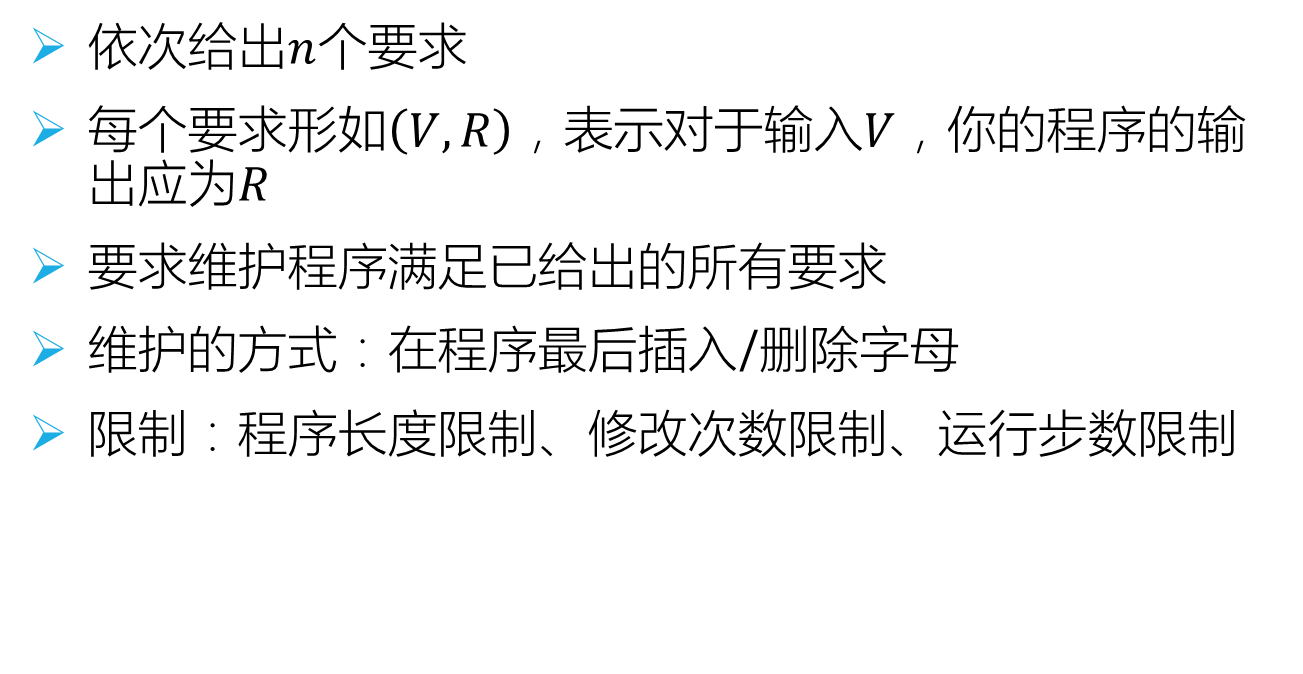 ➢ 依次给出n个要求
➢ 每个要求形如(V, R)，表示对于输入V，你的程序的输
出应为R
➢ 要求维护程序满足已给出的所有要求
➢ 维护的方式：在程序最后插入/删除字母
➢ 限制：程序长度限制、修改次数限制、运行步数限制